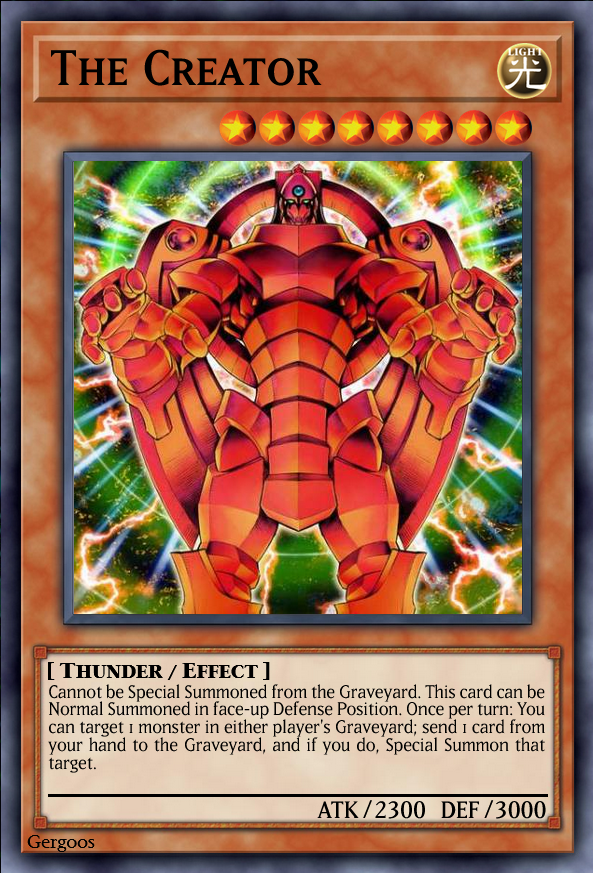 The Creator
LIGHT
光
[ Thunder / Effect ]
Cannot be Special Summoned from the Graveyard. This card can be
Normal Summoned in face-up Defense Position. Once per turn: You
can target 1 monster in either player's Graveyard; send 1 card from
your hand to the Graveyard, and if you do, Special Summon that
target.
ATK/2300 DEF/3000
Gergoos